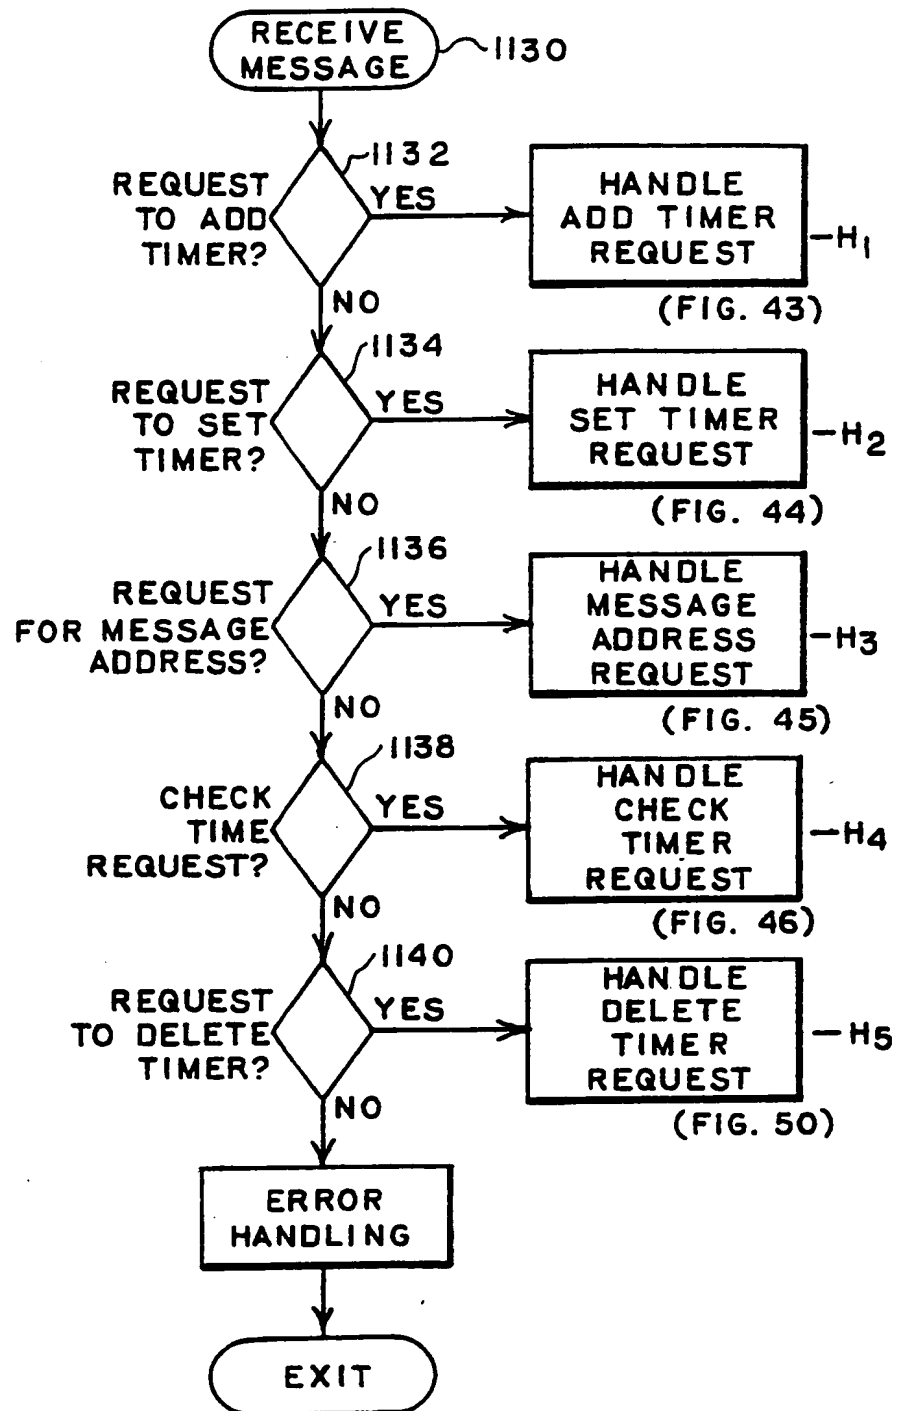 RECEIVE
MESSAGE
1130
1132
REQUEST
TO ADD
TIMER?
YES
HANDLE
ADD TIMER
REQUEST
H1
(FIG. 43)
NO
1134
REQUEST
TO SET
TIMER?
YES
HANDLE
SET TIMER
REQUEST
H2
(FIG. 44)
NO
1136
REQUEST
FOR MESSAGE
ADDRESS?
YES
HANDLE
MESSAGE
ADDRESS
REQUEST
H3
(FIG. 45)
NO
1138
CHECK
TIME
REQUEST?
YES
HANDLE
CHECK
TIMER
REQUEST
H4
(FIG. 46)
NO
1140
REQUEST
TO DELETE
TIMER?
YES
HANDLE
DELETE
TIMER
REQUEST
H5
(FIG. 50)
NO
ERROR
HANDLING
EXIT